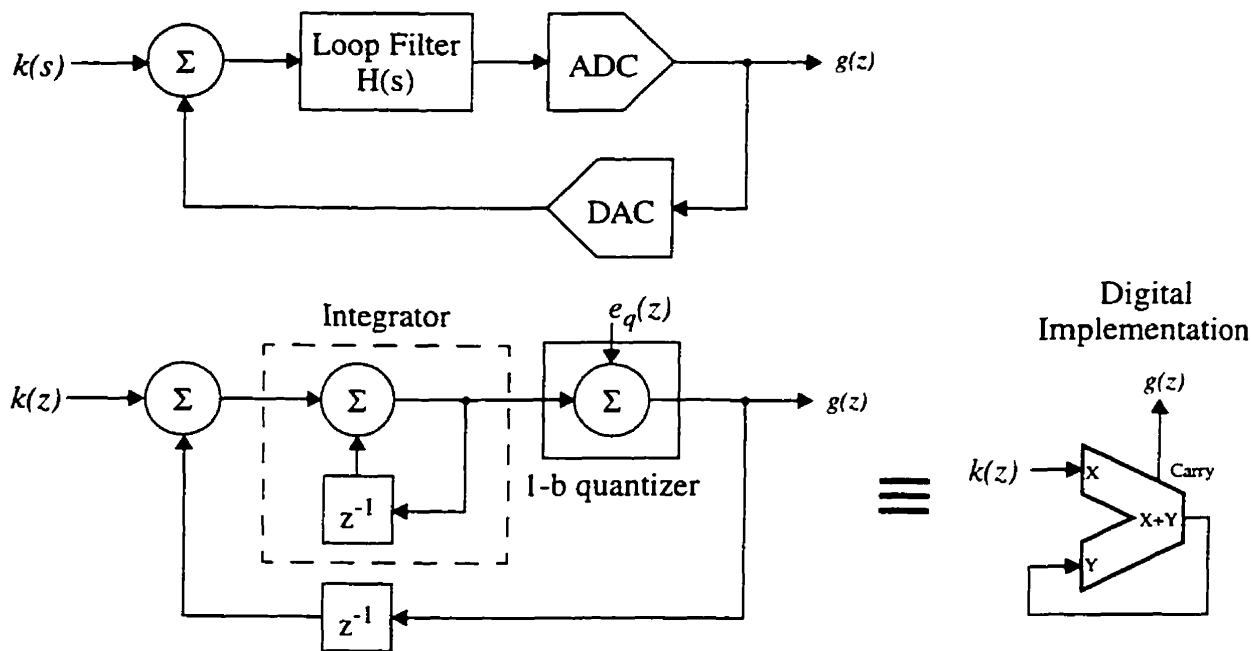 k(s)
Σ
Loop Filter
H(s)
ADC
g(z)
DAC
Integrator
e_q(z)
Digital
Implementation
k(z)
Σ
Σ
Σ
g(z)
z⁻¹
1-b quantizer
z⁻¹
≡
g(z)
k(z)
X
Carry
X+Y
Y